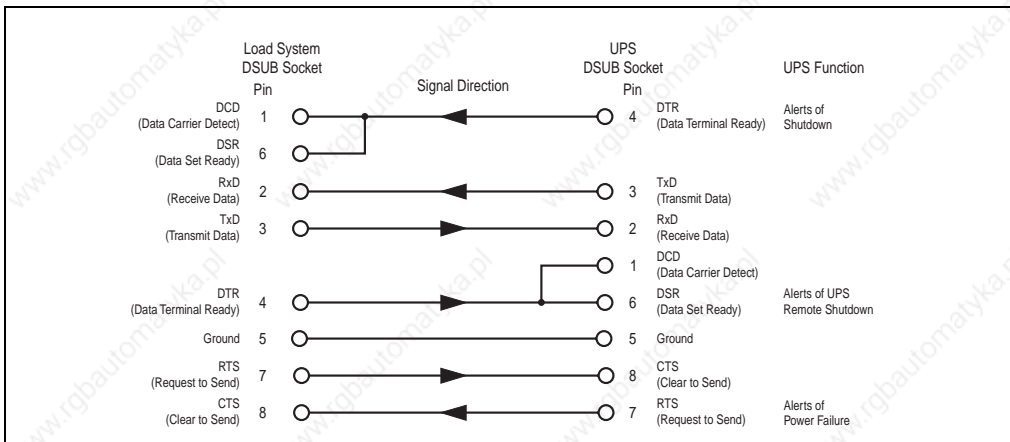 Load System
DSUB Socket
Pin
Signal Direction
UPS
DSUB Socket
Pin
UPS Function
DCD
(Data Carrier Detect)
1
4
DTR
(Data Terminal Ready)
Alerts of
Shutdown
DSR
(Data Set Ready)
6
RxD
(Receive Data)
2
3
TxD
(Transmit Data)
TxD
(Transmit Data)
3
2
RxD
(Receive Data)
1
DCD
(Data Carrier Detect)
DTR
(Data Terminal Ready)
4
6
DSR
(Data Set Ready)
Alerts of UPS
Remote Shutdown
Ground
5
5
Ground
RTS
(Request to Send)
7
8
CTS
(Clear to Send)
CTS
(Clear to Send)
8
7
RTS
(Request to Send)
Alerts of
Power Failure
www.rgbautomatyka.pl